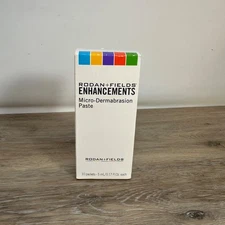 RODAN+FIELDS®
ENHANCEMENTS
Micro-Dermabrasion
Paste
RODAN+FIELDS